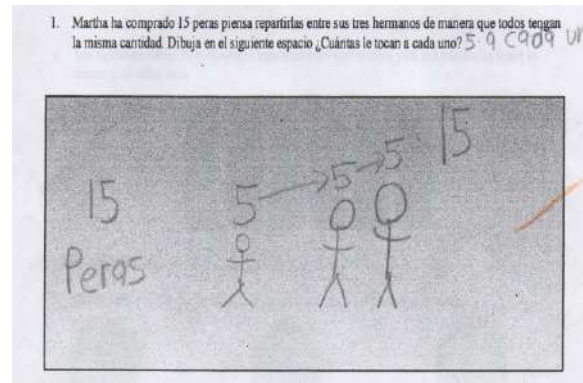 1. Martha ha comprado 15 peras piensa repartirlas entre sus tres hermanos de manera que todos tengan
la misma cantidad. Dibuja en el siguiente espacio ¿Cuántas le tocan a cada uno? 5 a cada un
15
Peras
5 → 5 → 5
15